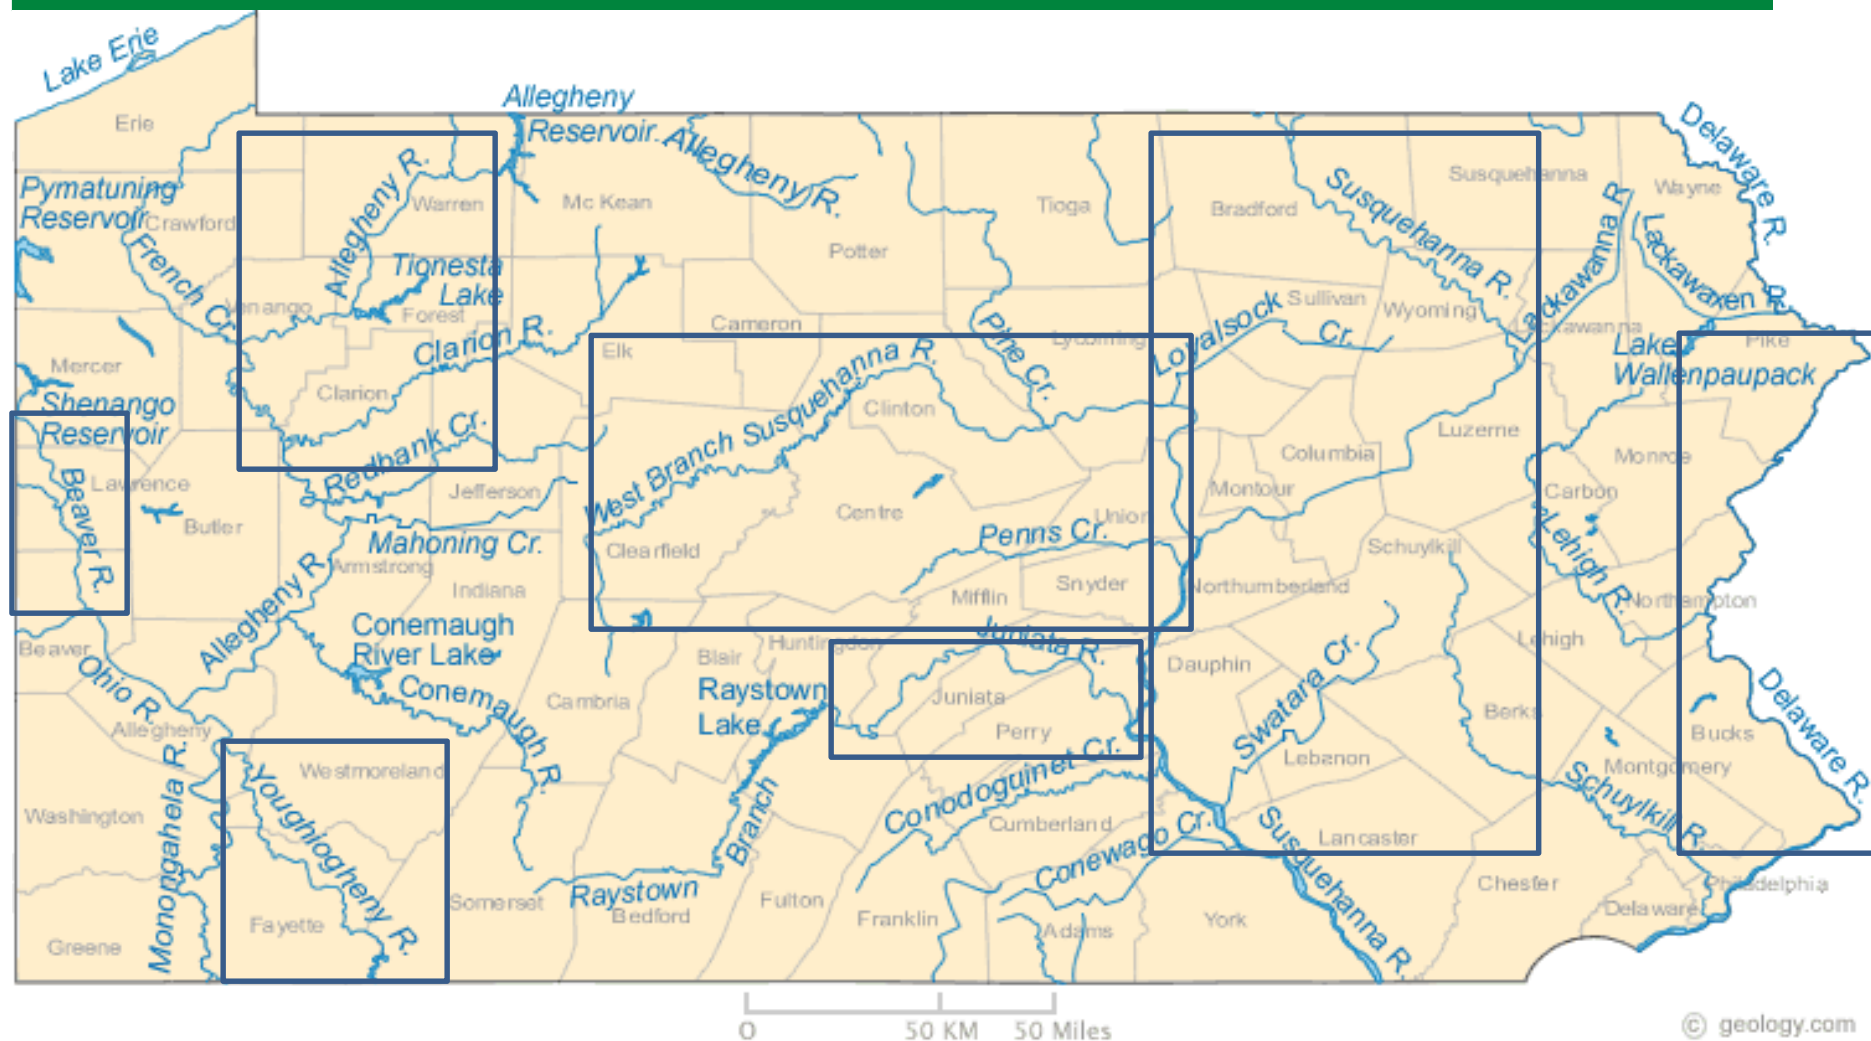 Lake Erie
Allegheny
Reservoir
Allegheny R.
Delaware R.
Erie
Pymatuning
Reservoir
Crawford
Allegheny R.
Warren
Mc Kean
Potter
Tioga
Bradford
Susquehanna
Susquehanna R.
Wayne
Lackawanna R
Lackawaxen R.
French Cr.
Venango
Tionesta
Lake
Forest
Clarion R.
Cameron
Elk
Pine Cr.
Lycoming
Loyalsock
Cr.
Sullivan
Wyoming
Lackawanna
Lake
Wallenpaupack
Pike
Mercer
Shenango
Reservoir
Clarion
Redbank Cr.
West Branch Susquehanna R.
Clinton
Columbia
Luzerne
Monroe
Beaver R.
Lawrence
Butler
Jefferson
Mahoning Cr.
Armstrong
Clearfield
Centre
Penns Cr.
Union
Montour
Carbon
Lehigh R.
Schuylkill
Indiana
Mifflin
Snyder
Northumberland
Northampton
Lehigh
Allegheny R
Conemaugh
River Lake
Conemaugh R.
Beaver
Ohio R.
Allegheny
Huntingdon
Blair
Juniata R.
Dauphin
Swatara Cr.
Cambria
Raystown
Lake
Juniata
Perry
Berks
Bucks
Delaware R.
Monongahela R.
Westmoreland
Youghiogheny R.
Conodoguinet Cr.
Lebanon
Montgomery
Schuylkill R.
Washington
Branch
Raystown
Cumberland
Conewago Cr.
Lancaster
Susquehanna R.
Chester
Philadelphia
Delaware
Greene
Fayette
Somerset
Bedford
Fulton
Franklin
Adams
York
0 50 KM 50 Miles
© geology.com